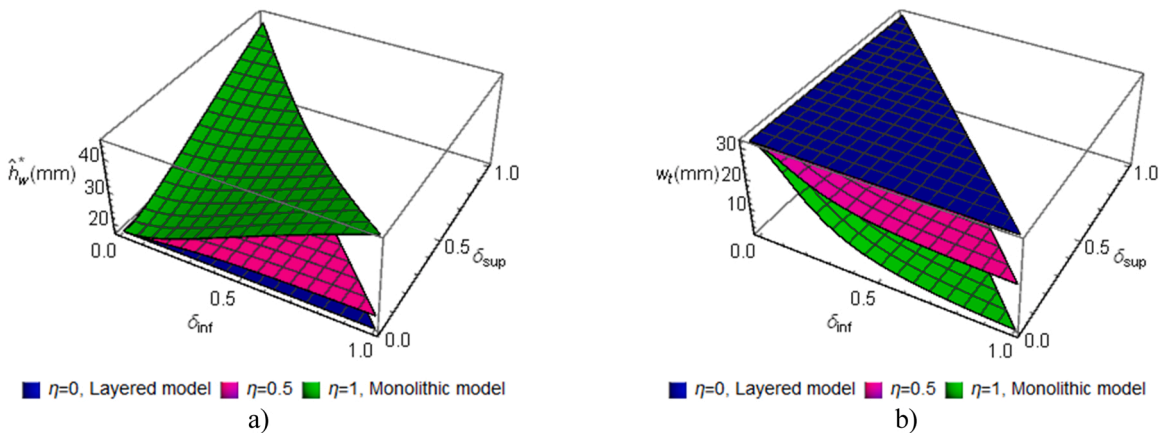 40
ĥ*w(mm)
30
20
0.0
0.5
δinf
1.0
0.0
0.5
δsup
1.0
η=0, Layered model η=0.5 η=1, Monolithic model
a)
30
wt(mm)
20
10
0.0
0.5
δinf
1.0
0.0
0.5
δsup
1.0
η=0, Layered model η=0.5 η=1, Monolithic model
b)